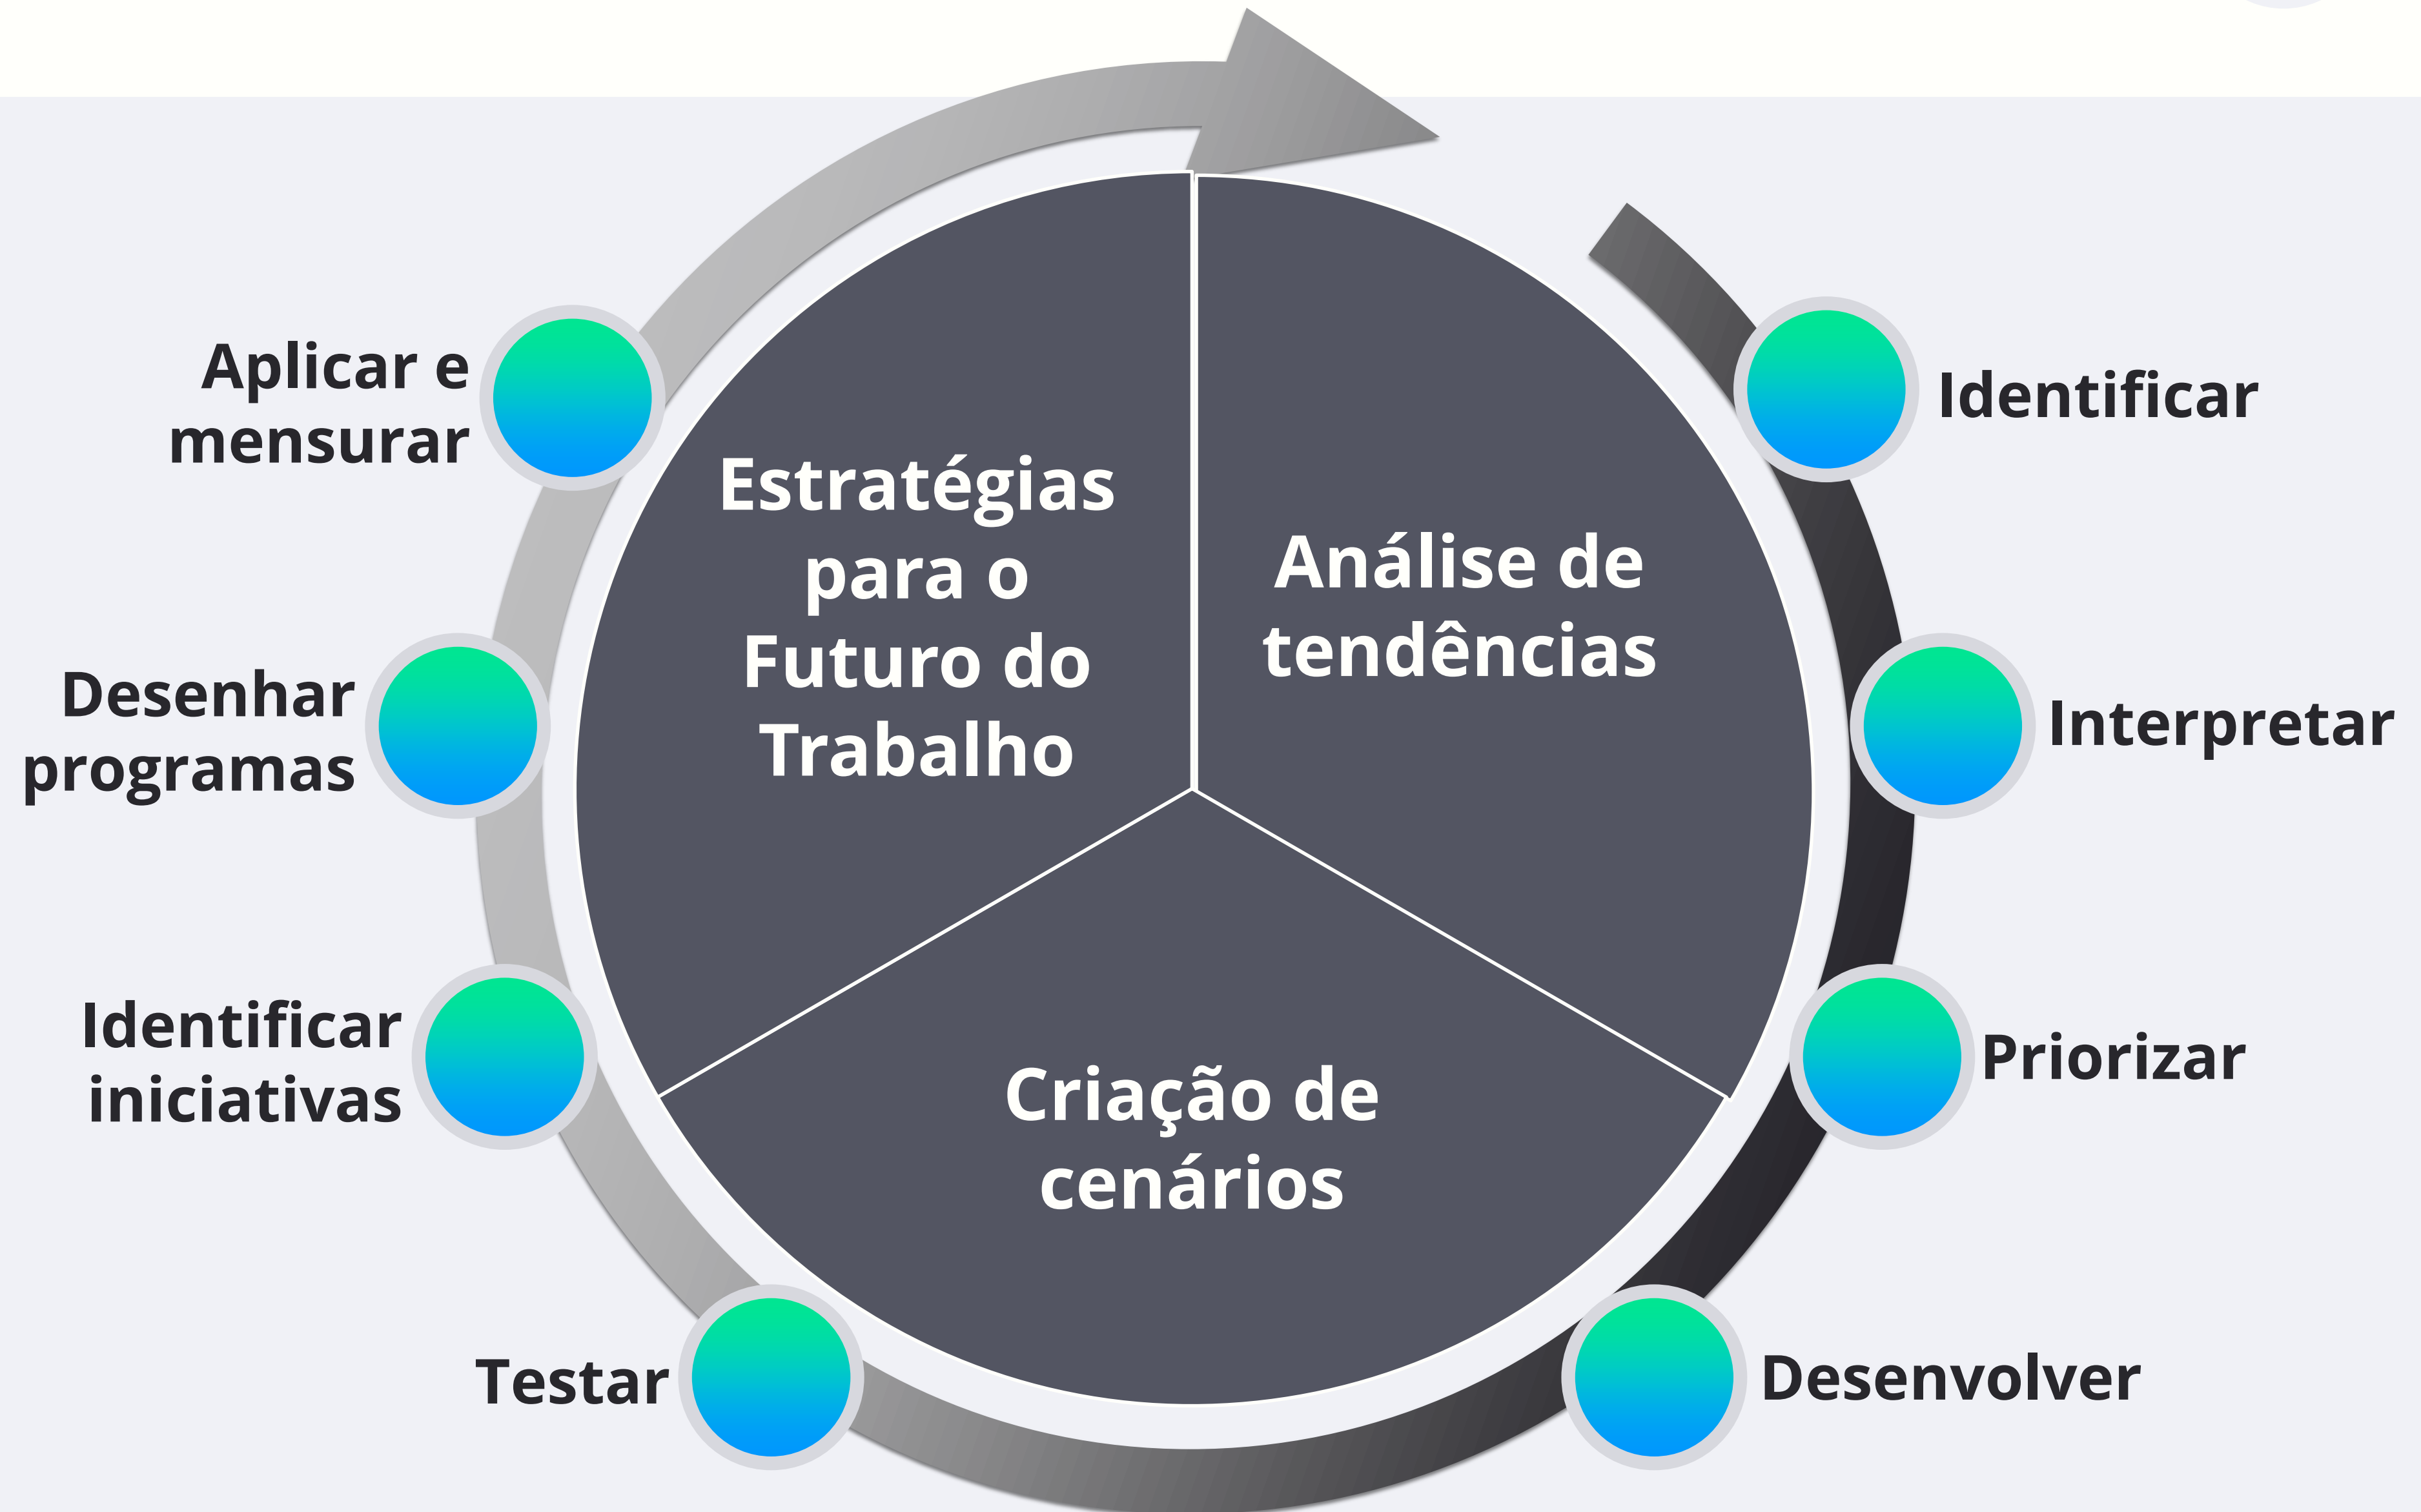 Estratégias
para o
Futuro do
Trabalho
Análise de
tendências
Criação de
cenários
Identificar
Interpretar
Priorizar
Desenvolver
Testar
Identificar
iniciativas
Desenhar
programas
Aplicar e
mensurar